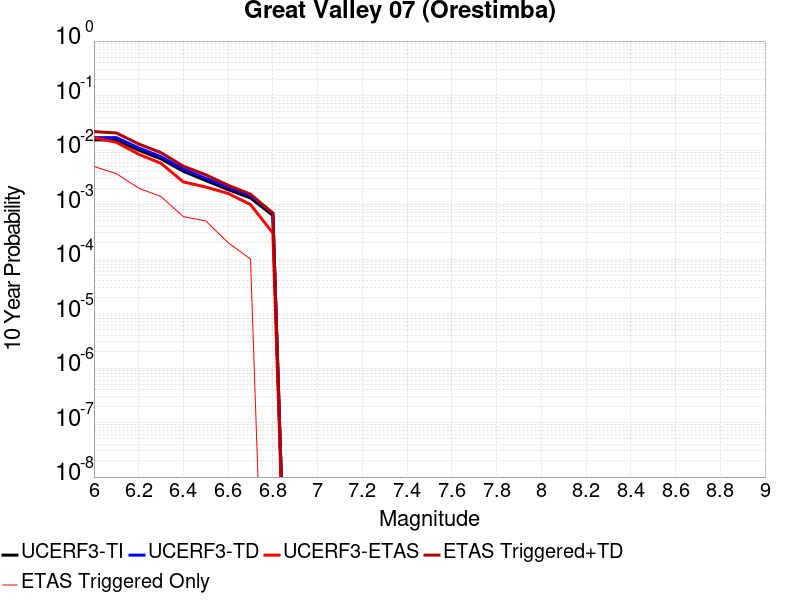 Great Valley 07 (Orestimba)
10^0
10^-1
10^-2
10^-3
10^-4
10^-5
10^-6
10^-7
10^-8
10 Year Probability
6 6.2 6.4 6.6 6.8 7 7.2 7.4 7.6 7.8 8 8.2 8.4 8.6 8.8 9
Magnitude
UCERF3-TI UCERF3-TD UCERF3-ETAS ETAS Triggered+TD
ETAS Triggered Only